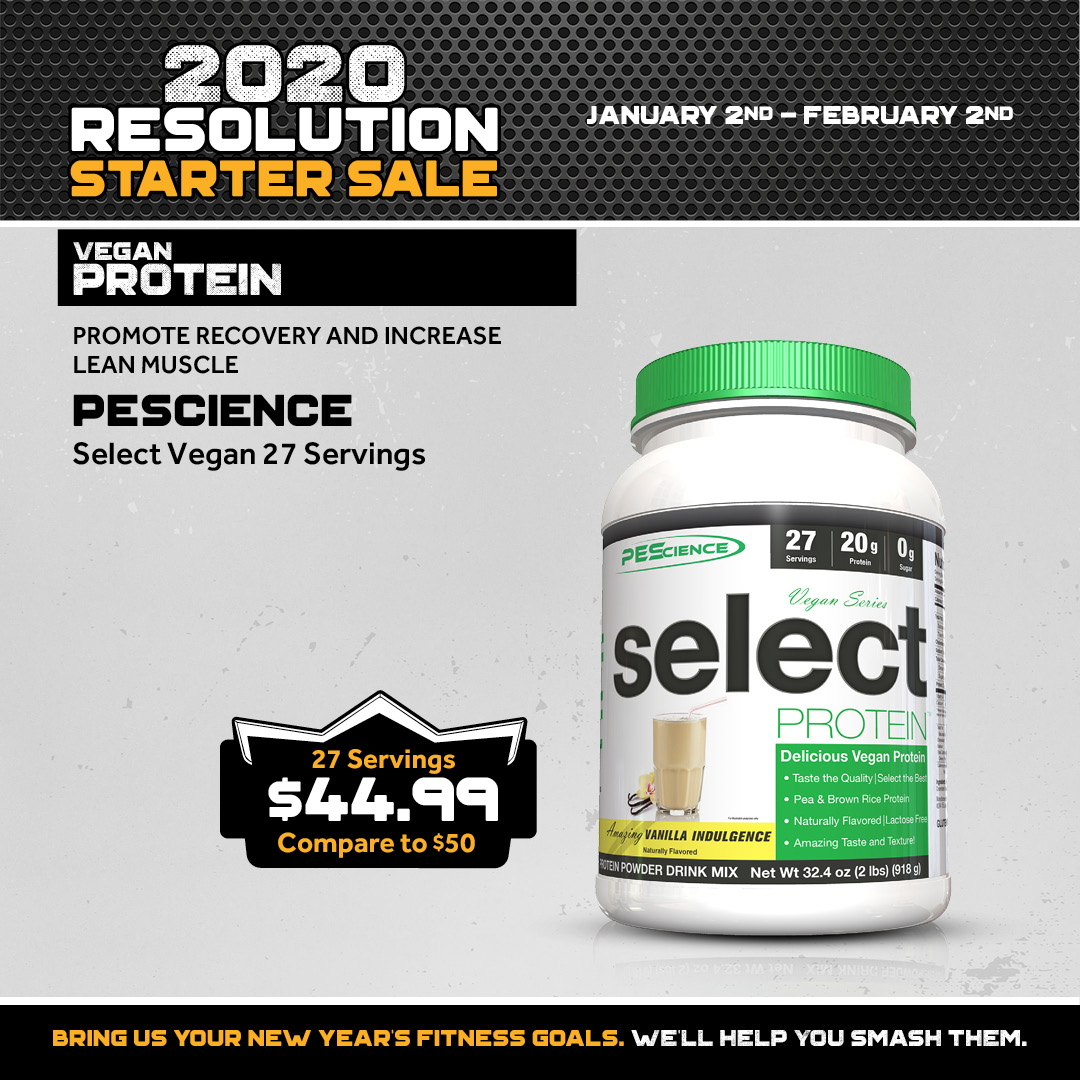 2020
RESOLUTION
STARTER SALE
JANUARY 2ND – FEBRUARY 2ND
VEGAN
PROTEIN
PROMOTE RECOVERY AND INCREASE
LEAN MUSCLE
PESCIENCE
Select Vegan 27 Servings
27 Servings
$44.99
Compare to $50
PESCIENCE
27 Servings
20g Protein
0g Sugar
Vegan Series
select
PROTEIN
Delicious Vegan Protein
• Taste the Quality|Select the Best
• Pea & Brown Rice Protein
• Naturally Flavored|Lactose Free
• Amazing Taste and Texture!
Amazing VANILLA INDULGENCE
Naturally Flavored
PROTEIN POWDER DRINK MIX Net Wt 32.4 oz (2 lbs) (918 g)
BRING US YOUR NEW YEAR'S FITNESS GOALS. WE'LL HELP YOU SMASH THEM.